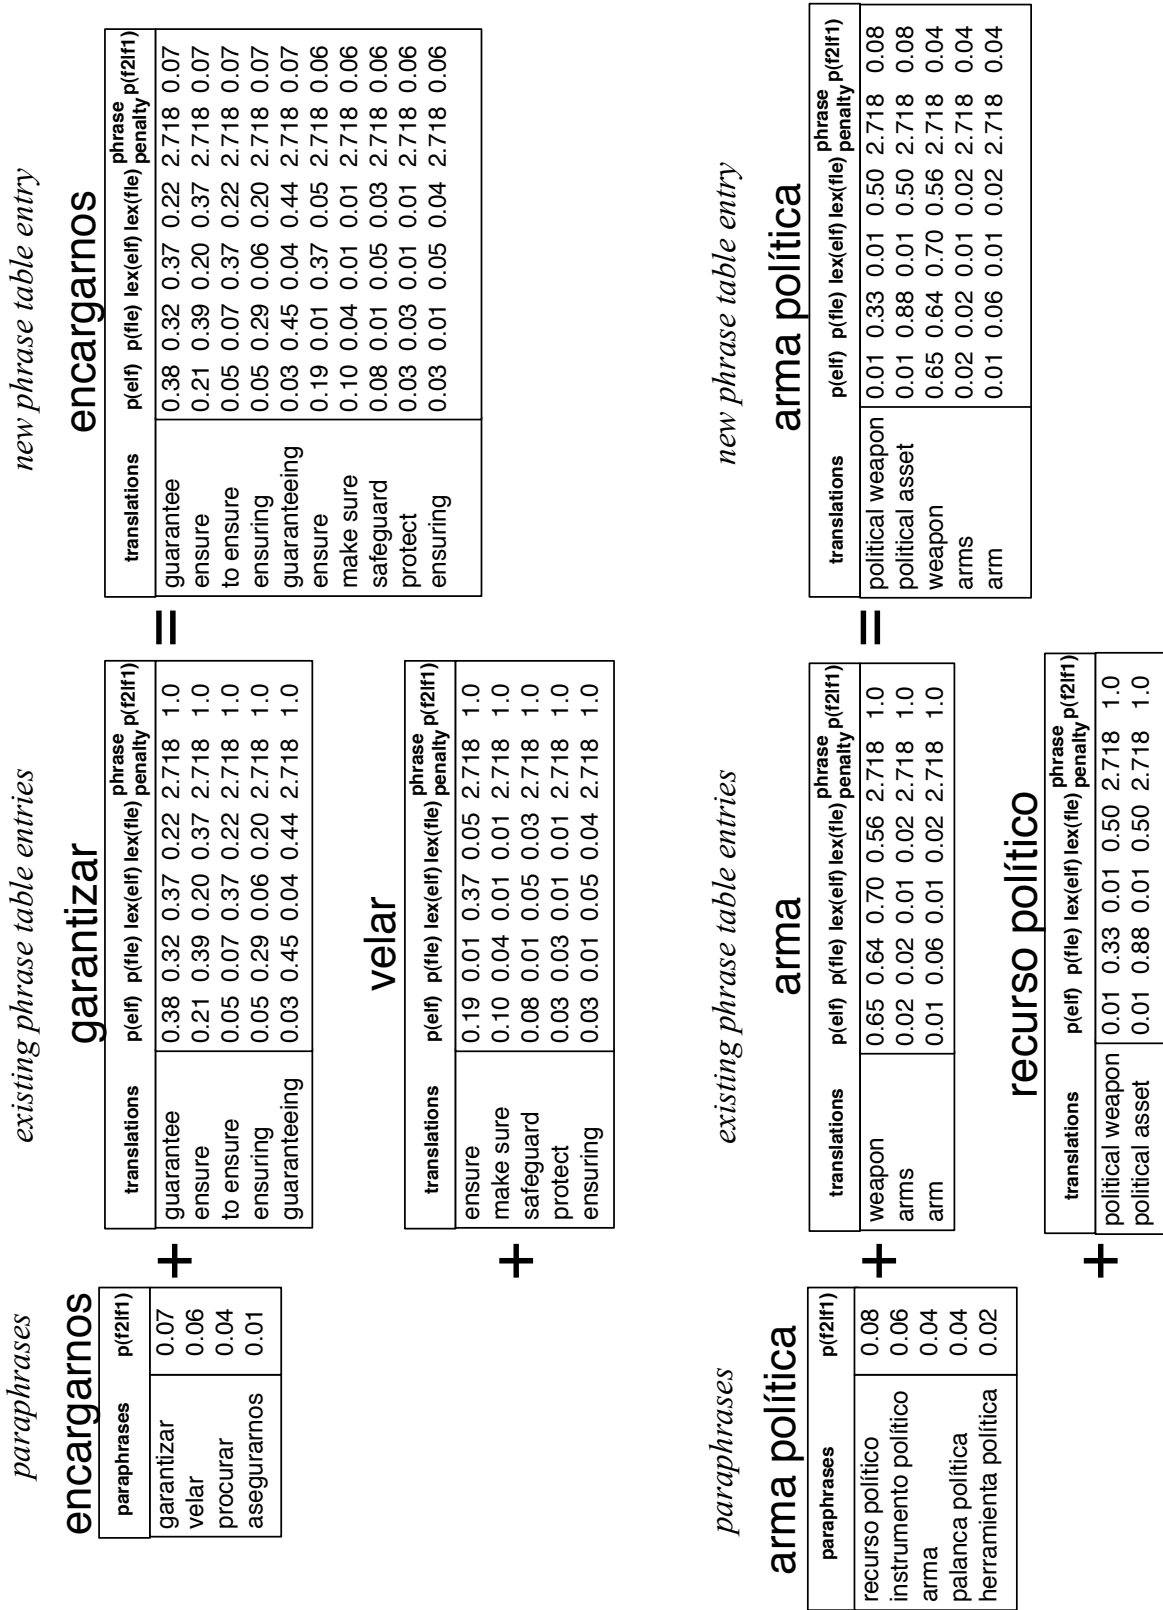 paraphrases
existing phrase table entries
new phrase table entry
encargarnos
paraphrases p(f2|f1)
garantizar 0.07
velar 0.06
procurar 0.04
asegurarnos 0.01
+
garantizar
translations p(e|f) p(f|e) lex(e|f) lex(f|e) phrase penalty p(f2|f1)
guarantee 0.38 0.32 0.37 0.22 2.718 1.0
ensure 0.21 0.39 0.20 0.37 2.718 1.0
to ensure 0.05 0.07 0.37 0.22 2.718 1.0
ensuring 0.05 0.29 0.06 0.20 2.718 1.0
guaranteeing 0.03 0.45 0.04 0.44 2.718 1.0
+
velar
translations p(e|f) p(f|e) lex(e|f) lex(f|e) phrase penalty p(f2|f1)
ensure 0.19 0.01 0.37 0.05 2.718 1.0
make sure 0.10 0.04 0.01 0.01 2.718 1.0
safeguard 0.08 0.01 0.05 0.03 2.718 1.0
protect 0.03 0.03 0.01 0.01 2.718 1.0
ensuring 0.03 0.01 0.05 0.04 2.718 1.0
=
encargarnos
translations p(e|f) p(f|e) lex(e|f) lex(f|e) phrase penalty p(f2|f1)
guarantee 0.38 0.32 0.37 0.22 2.718 0.07
ensure 0.21 0.39 0.20 0.37 2.718 0.07
to ensure 0.05 0.07 0.37 0.22 2.718 0.07
ensuring 0.05 0.29 0.06 0.20 2.718 0.07
guaranteeing 0.03 0.45 0.04 0.44 2.718 0.07
ensure 0.19 0.01 0.37 0.05 2.718 0.06
make sure 0.10 0.04 0.01 0.01 2.718 0.06
safeguard 0.08 0.01 0.05 0.03 2.718 0.06
protect 0.03 0.03 0.01 0.01 2.718 0.06
ensuring 0.03 0.01 0.05 0.04 2.718 0.06
paraphrases
existing phrase table entries
new phrase table entry
arma política
paraphrases p(f2|f1)
recurso político 0.08
instrumento político 0.06
arma 0.04
palanca política 0.04
herramienta política 0.02
+
arma
translations p(e|f) p(f|e) lex(e|f) lex(f|e) phrase penalty p(f2|f1)
weapon 0.65 0.64 0.70 0.56 2.718 1.0
arms 0.02 0.02 0.01 0.02 2.718 1.0
arm 0.01 0.06 0.01 0.02 2.718 1.0
+
recurso político
translations p(e|f) p(f|e) lex(e|f) lex(f|e) phrase penalty p(f2|f1)
political weapon 0.01 0.33 0.01 0.50 2.718 1.0
political asset 0.01 0.88 0.01 0.50 2.718 1.0
=
arma política
translations p(e|f) p(f|e) lex(e|f) lex(f|e) phrase penalty p(f2|f1)
political weapon 0.01 0.33 0.01 0.50 2.718 0.08
political asset 0.01 0.88 0.01 0.50 2.718 0.08
weapon 0.65 0.64 0.70 0.56 2.718 0.04
arms 0.02 0.02 0.01 0.02 2.718 0.04
arm 0.01 0.06 0.01 0.02 2.718 0.04